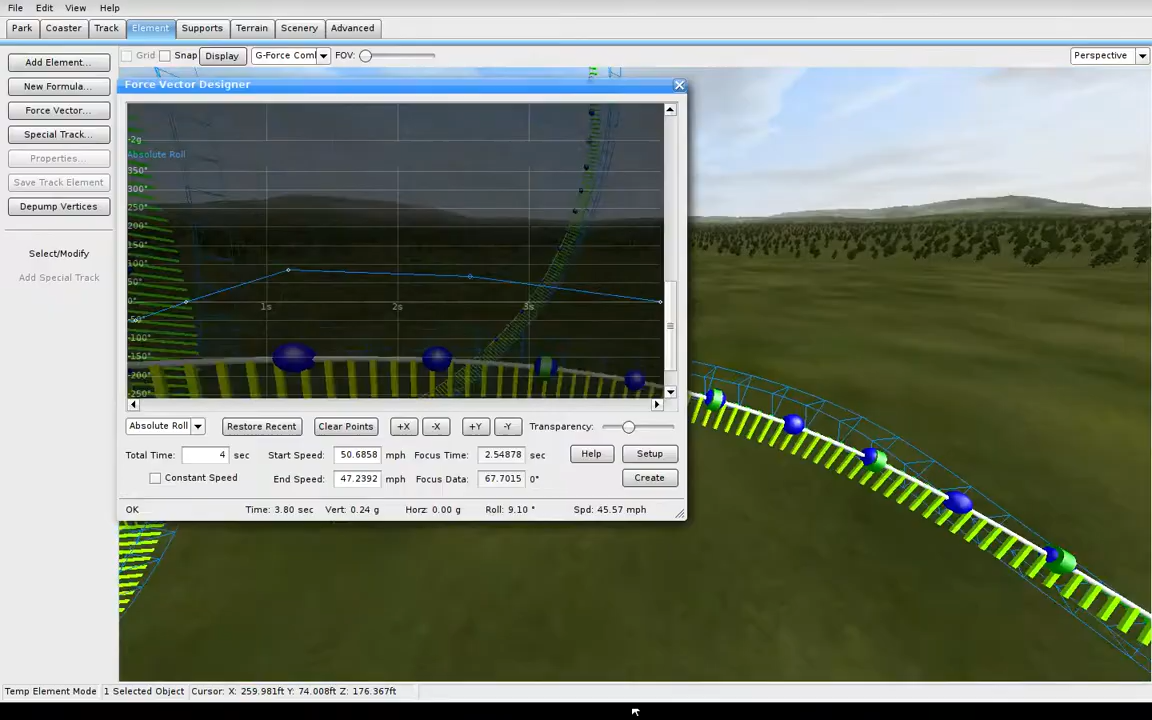 File Edit View Help
Park Coaster Track Element Supports Terrain Scenery Advanced
Add Element... Grid Snap Display G-Force Coml FOV: Perspective
New Formula...
Force Vector...
Special Track...
Properties...
Save Track Element
Depump Vertices
Select/Modify
Add Special Track
Force Vector Designer
-2g
Absolute Roll
350°
300°
250°
200°
150°
100°
50°
0°
1s 2s 3s
-50°
-100°
-150°
-200°
-250°
Absolute Roll Restore Recent Clear Points +X -X +Y -Y Transparency:
Total Time: 4 sec Start Speed: 50.6858 mph Focus Time: 2.54878 sec Help Setup
Constant Speed End Speed: 47.2392 mph Focus Data: 67.7015 0° Create
OK Time: 3.80 sec Vert: 0.24 g Horz: 0.00 g Roll: 9.10 ° Spd: 45.57 mph
Temp Element Mode 1 Selected Object Cursor: X: 259.981ft Y: 74.008ft Z: 176.367ft